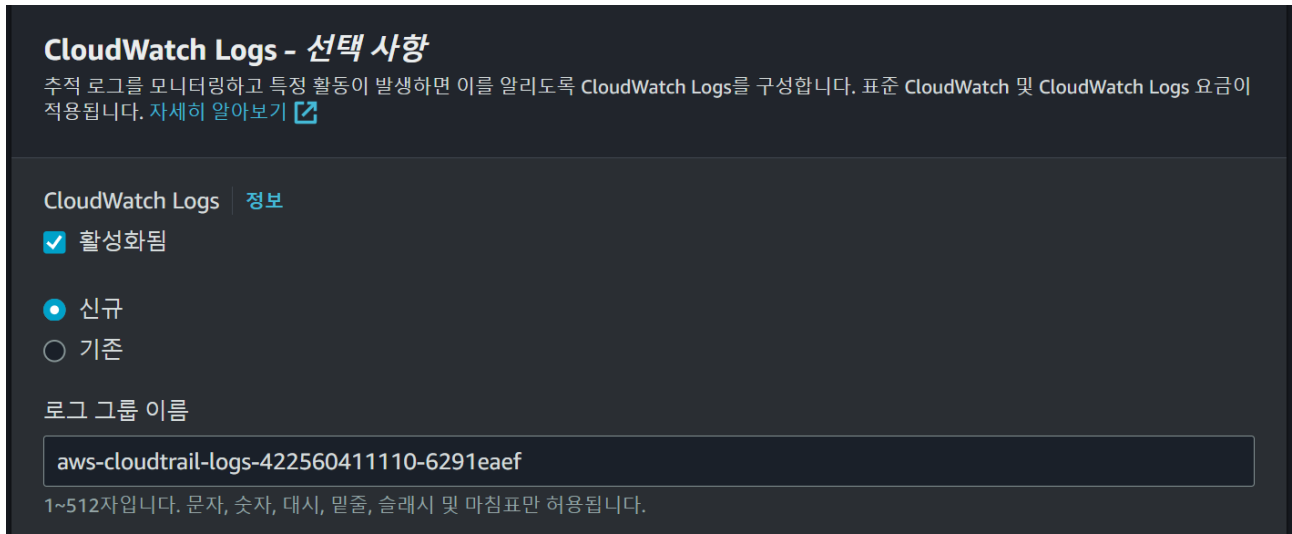 CloudWatch Logs - 선택 사항
추적 로그를 모니터링하고 특정 활동이 발생하면 이를 알리도록 CloudWatch Logs를 구성합니다. 표준 CloudWatch 및 CloudWatch Logs 요금이
적용됩니다. 자세히 알아보기
CloudWatch Logs 정보
활성화됨
신규
기존
로그 그룹 이름
aws-cloudtrail-logs-422560411110-6291eaef
1~512자입니다. 문자, 숫자, 대시, 밑줄, 슬래시 및 마침표만 허용됩니다.